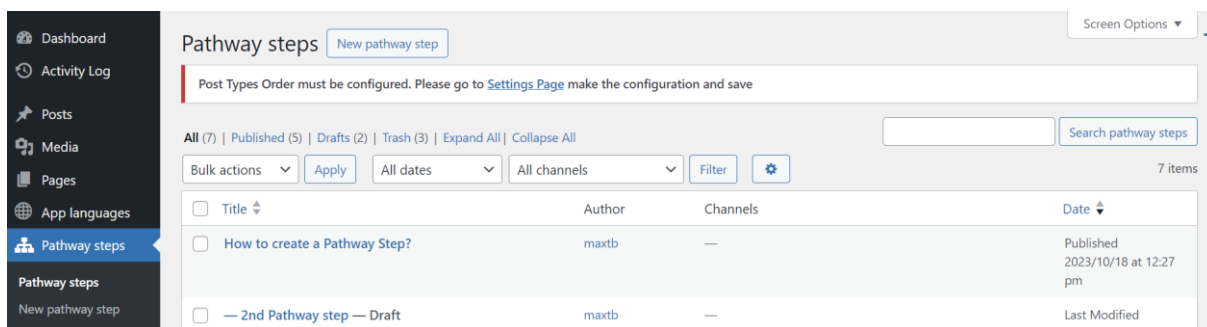 Screen Options ▼
Dashboard
Pathway steps New pathway step
Activity Log
Post Types Order must be configured. Please go to Settings Page make the configuration and save
Posts
Media
All (7) | Published (5) | Drafts (2) | Trash (3) | Expand All | Collapse All
Search pathway steps
Pages
Bulk actions Apply All dates All channels Filter 7 items
App languages
Title Author Channels Date
Pathway steps
How to create a Pathway Step? maxtb — Published
2023/10/18 at 12:27
pm
Pathway steps
New pathway step
— 2nd Pathway step — Draft maxtb — Last Modified